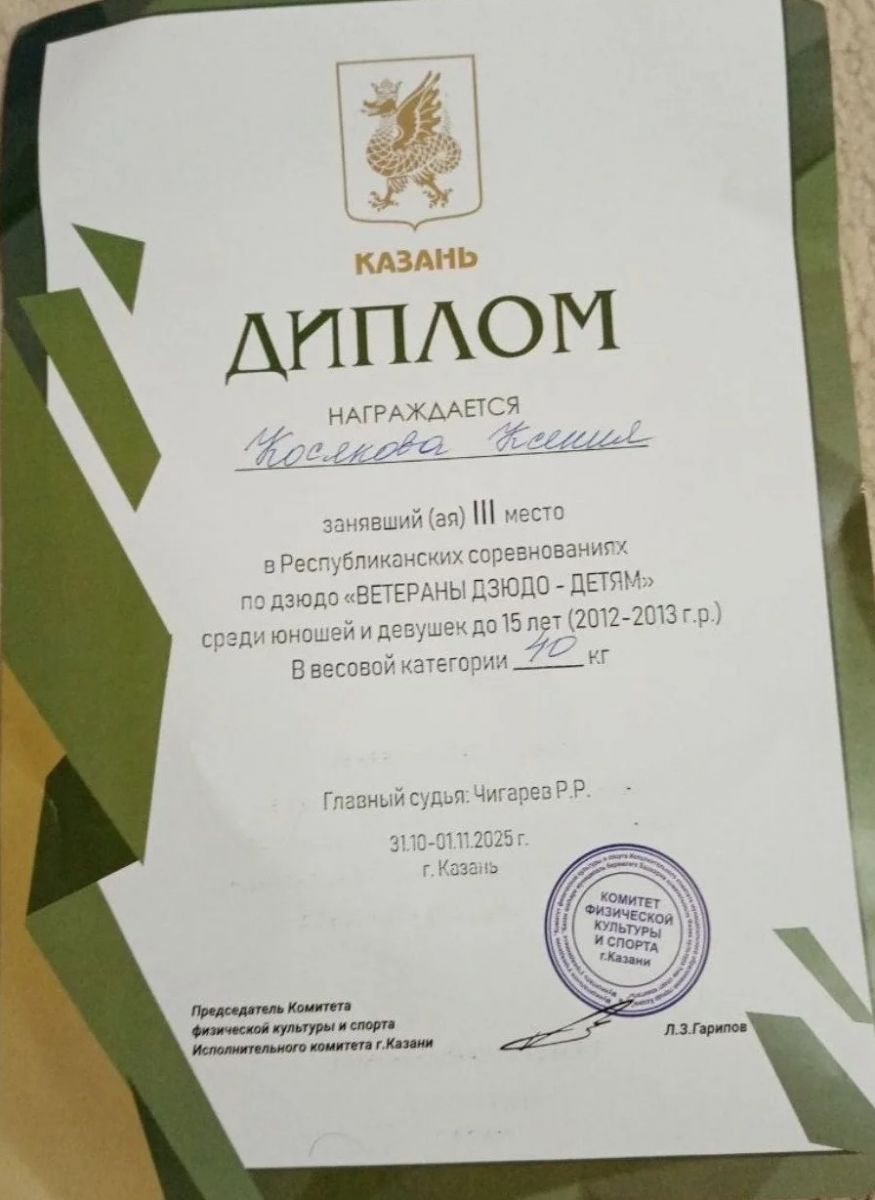 КАЗАНЬ
ДИПЛОМ
НАГРАЖДАЕТСЯ
Косякова Ксения
занявший (ая) III место
в Республиканских соревнованиях
по дзюдо «ВЕТЕРАНЫ ДЗЮДО - ДЕТЯМ»
среди юношей и девушек до 15 лет (2012-2013 г.р.)
В весовой категории 40 кг
Главный судья: Чигарев Р.Р.
31.10-01.11.2025 г.
г. Казань
КОМИТЕТ
ФИЗИЧЕСКОЙ
КУЛЬТУРЫ
И СПОРТА
г.Казани
Председатель Комитета
физической культуры и спорта
Исполнительного комитета г.Казани
Л.З.Гарипов